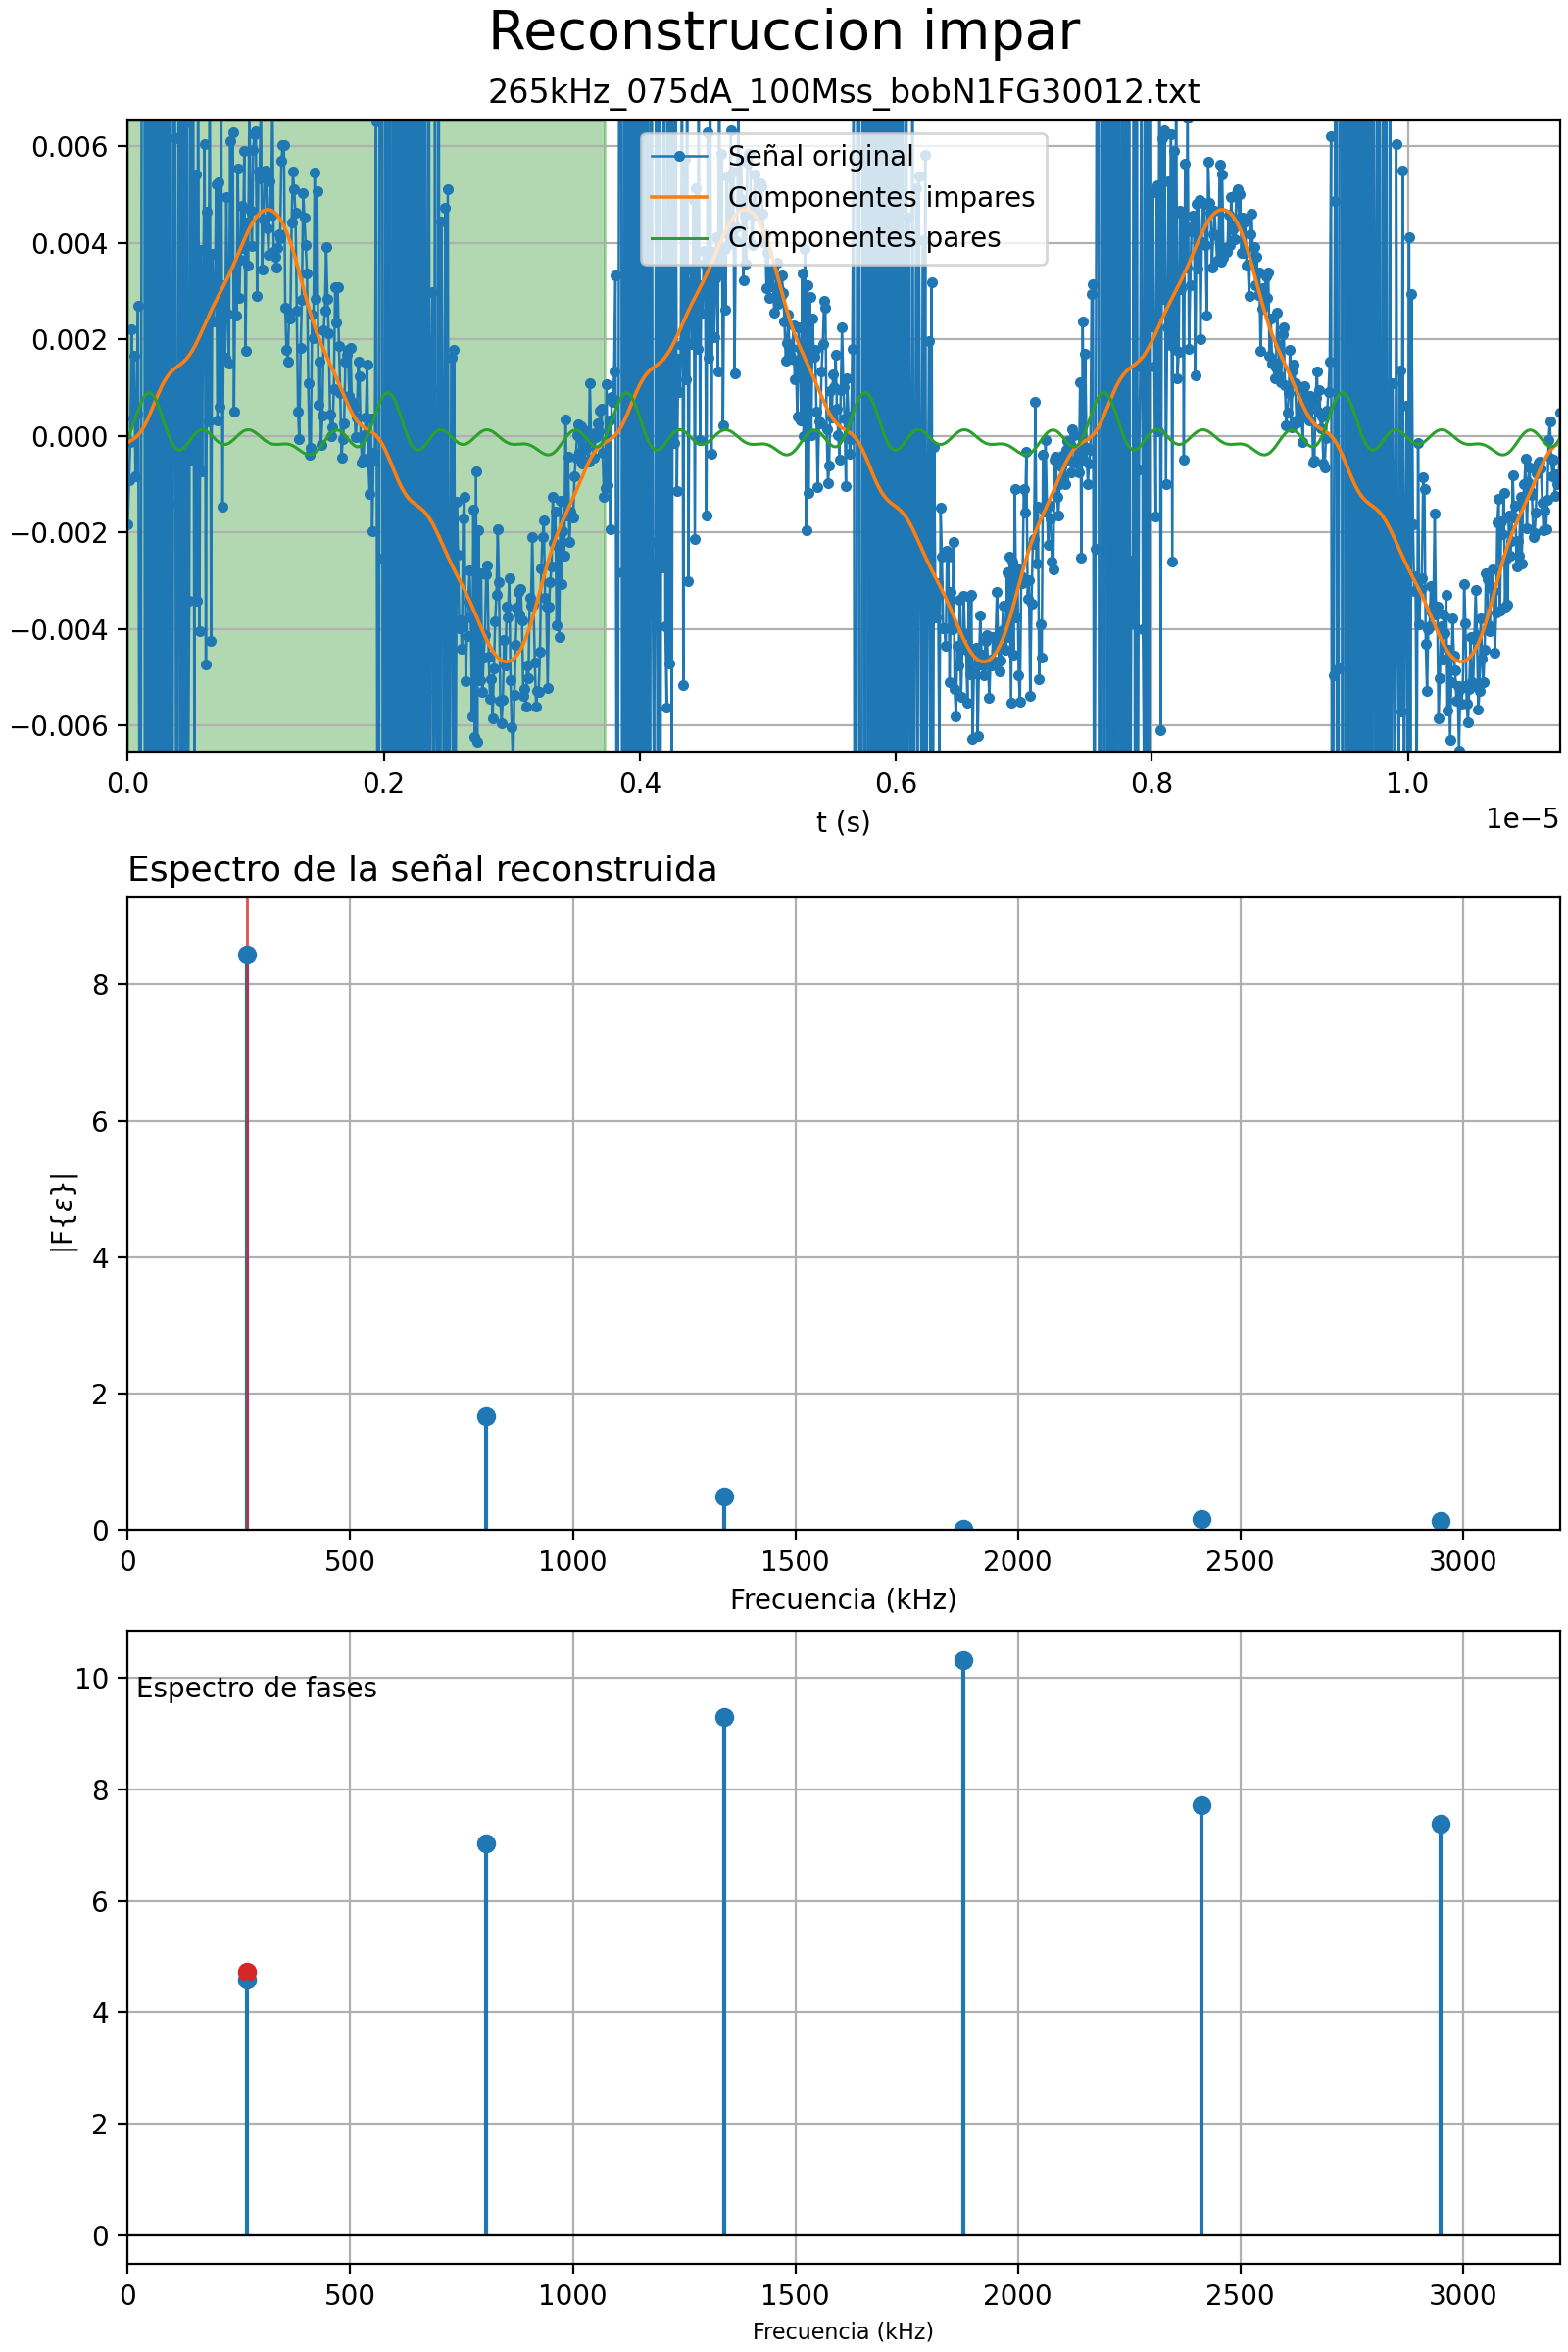 Reconstruccion impar
265kHz_075dA_100Mss_bobN1FG30012.txt
0.006
0.004
0.002
0.000
−0.002
−0.004
−0.006
Señal original
Componentes impares
Componentes pares
0.0 0.2 0.4 0.6 0.8 1.0
1e−5
t (s)
Espectro de la señal reconstruida
8
6
4
2
0
|F{ε}|
0 500 1000 1500 2000 2500 3000
Frecuencia (kHz)
Espectro de fases
10
8
6
4
2
0
0 500 1000 1500 2000 2500 3000
Frecuencia (kHz)